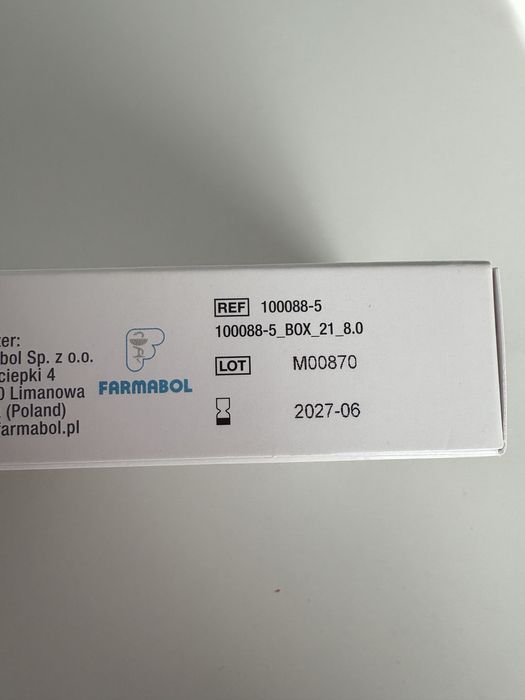 ter:
bol Sp. z o.o.
ciepki 4
0 Limanowa
(Poland)
farmabol.pl
FARMABOL
REF 100088-5
100088-5_BOX_21_8.0
LOT M00870
2027-06